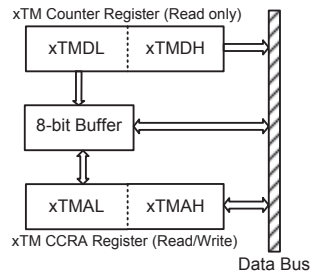 xTM Counter Register (Read only)
xTMDL xTMDH
8-bit Buffer
xTMAL xTMAH
xTM CCRA Register (Read/Write)
Data Bus